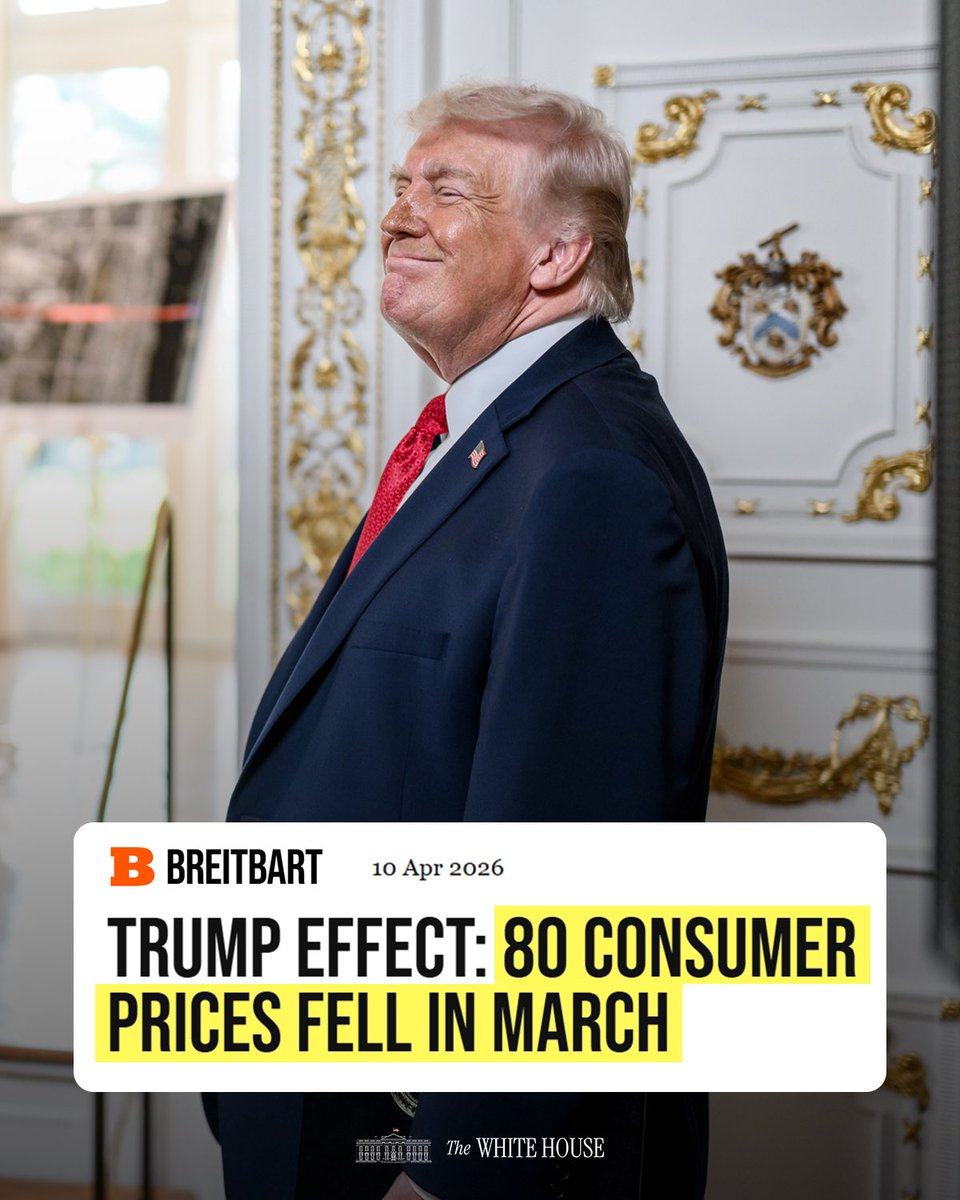 B BREITBART 10 Apr 2026
TRUMP EFFECT: 80 CONSUMER
PRICES FELL IN MARCH
The WHITE HOUSE